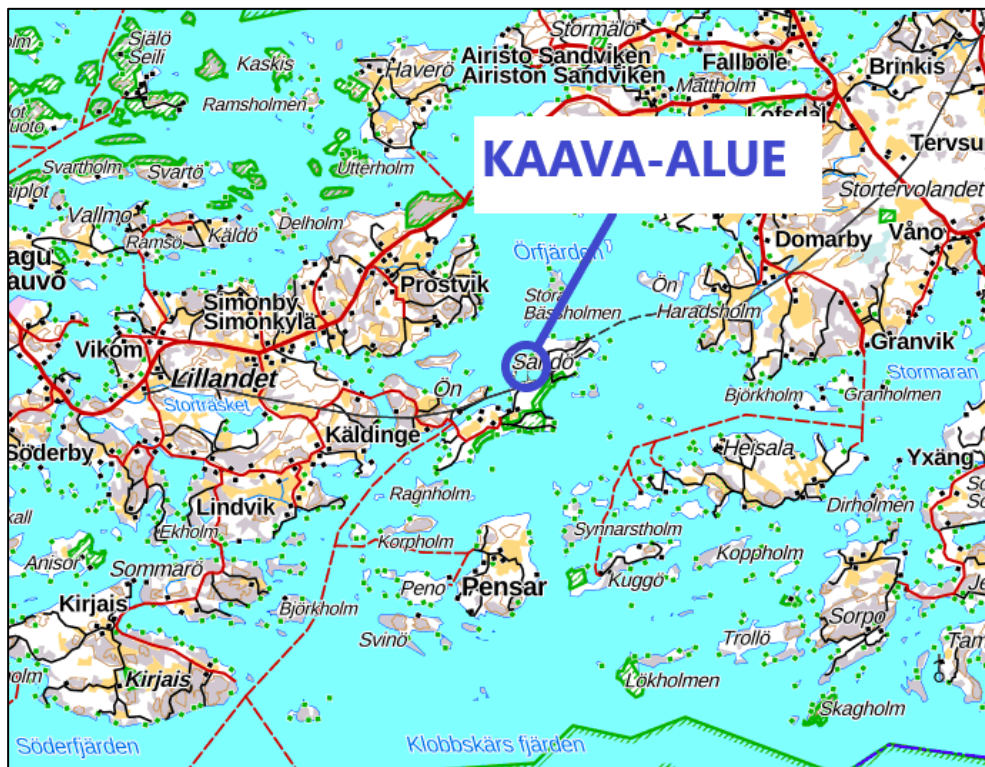 Själö
Seili
Kaskis
Ramsholmen
Haverö
Stormälö
Airisto Sandviken
Airiston Sandviken
Fallböle
Mattholm
Lofsdal
Brinkis
Tervsu
Stortervolandet
Våno
Svartholm
Svartö
Utterholm
KAAVA-ALUE
Vallmo
Ramsö
Käldö
Delholm
Örfjärden
Ön
Domarby
agu
auvo
Simonby
Simonkylä
Prostvik
Stora
Bässholmen
Haradsholm
Granvik
Vikom
Lillandet
Ön
Sandö
Stormaran
Björkholm
Granholmen
Storträsket
Käldinge
Söderby
Heisala
Yxäng
Lindvik
Ragnholm
Dirholmen
Ekholm
Synnarstholm
Korpholm
Koppholm
Anisor
Sommarö
Peno
Pensar
Kuggö
Kirjais
Björkholm
Svinö
Trollö
Sorpo
Kirjais
Lökholmen
Skagholm
Söderfjärden
Klobbskärs fjärden